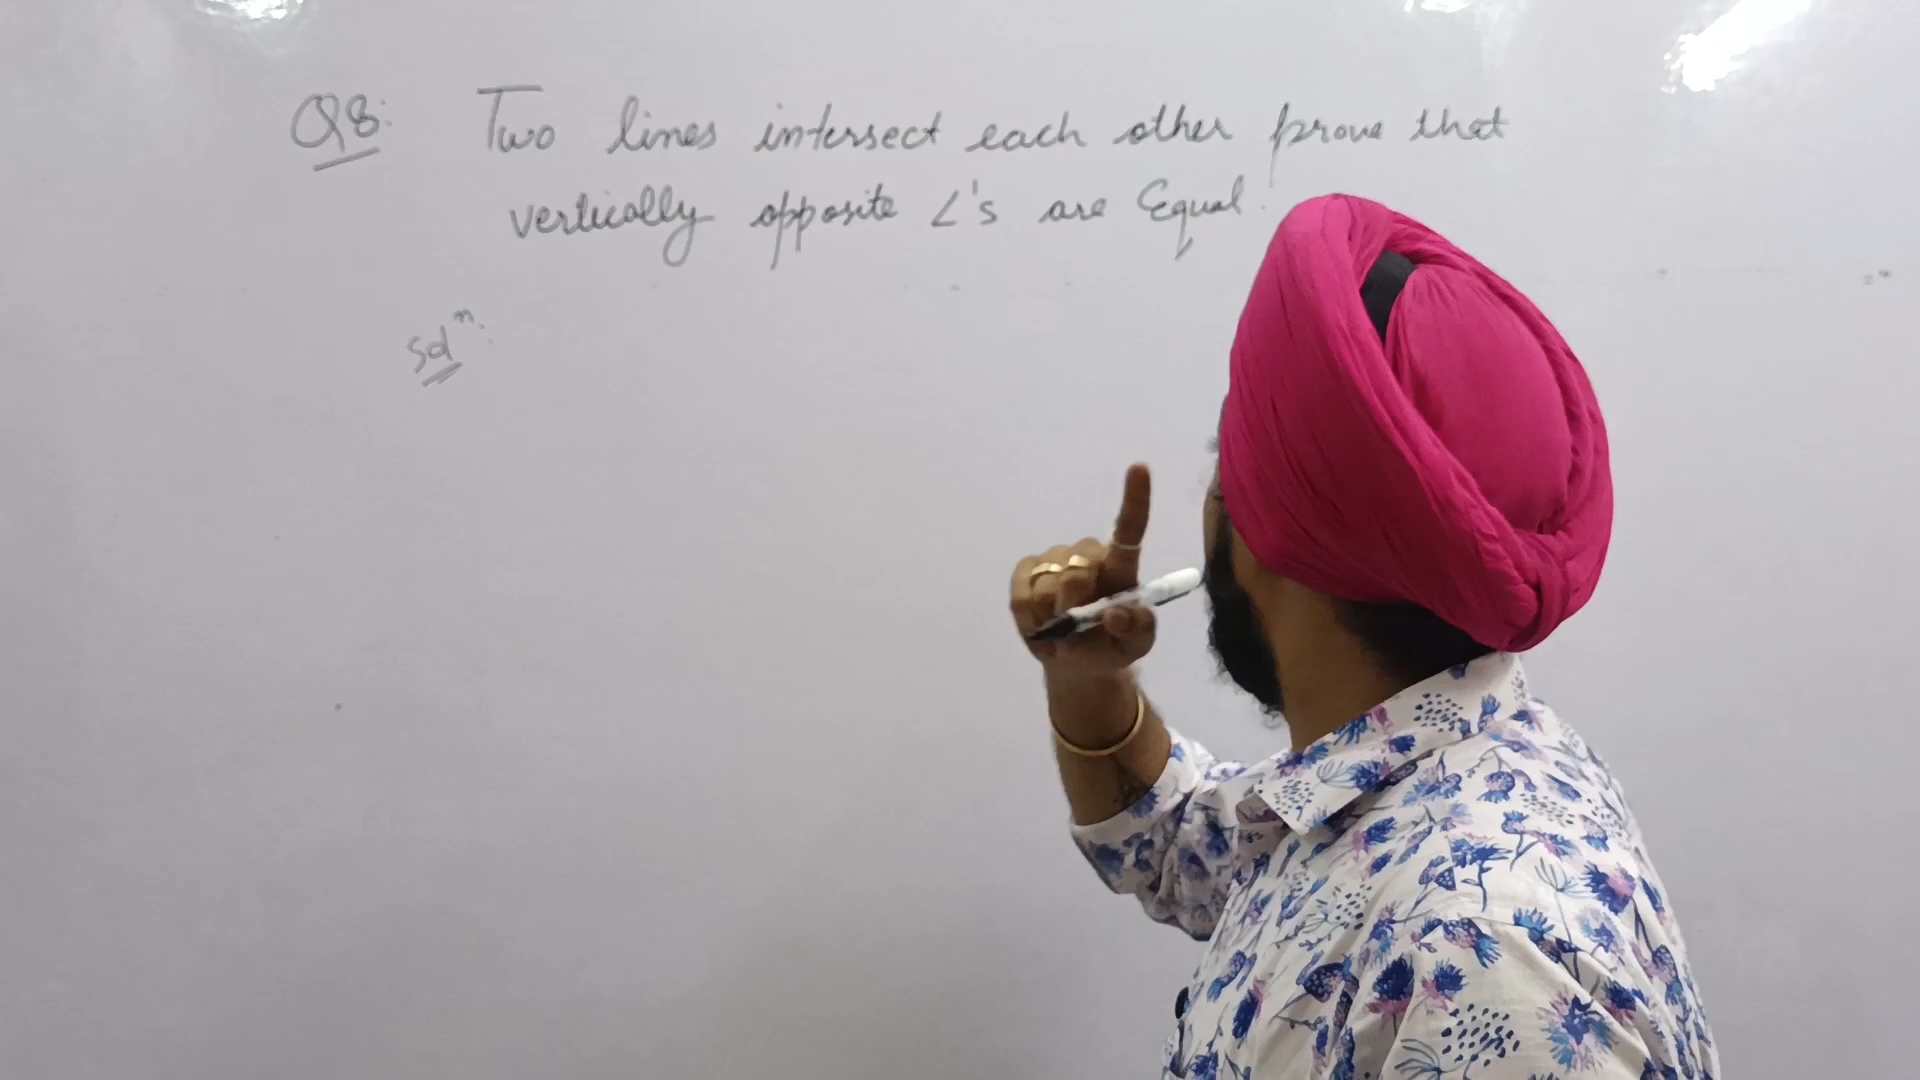 Q8: Two lines intersect each other prove that
vertically opposite ∠'s are Equal.
Solⁿ: